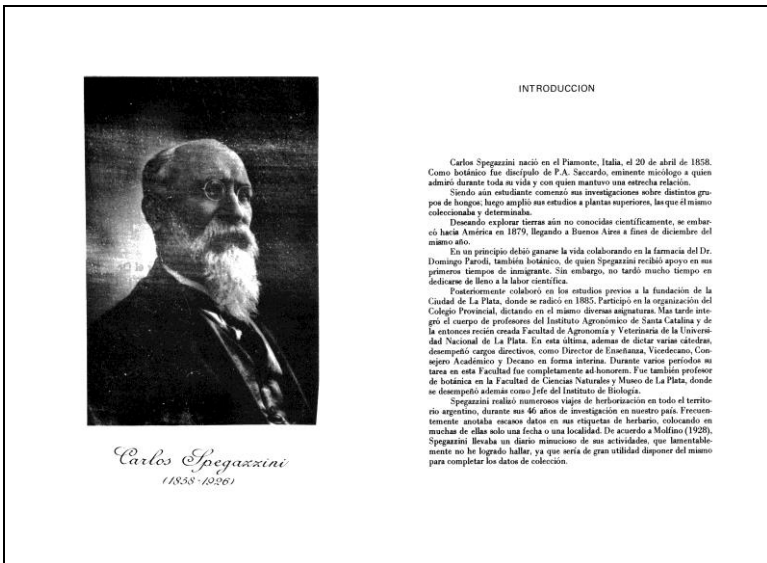 Carlos Spegazzini
(1858-1926)
INTRODUCCION
Carlos Spegazzini nació en el Piamonte, Italia, el 20 de abril de 1858.
Como botánico fue discípulo de P.A. Saccardo, eminente micólogo a quien
admiró durante toda su vida y con quien mantuvo una estrecha relación.
Siendo aún estudiante comenzó sus investigaciones sobre distintos gru-
pos de hongos; luego amplió sus estudios a plantas superiores, las que él mismo
coleccionaba y determinaba.
Deseando explorar tierras aún no conocidas científicamente, se embar-
có hacia América en 1879, llegando a Buenos Aires a fines de diciembre del
mismo año.
En un principio debió ganarse la vida colaborando en la farmacia del Dr.
Domingo Parodi, también botánico, de quien Spegazzini recibió apoyo en sus
primeros tiempos de inmigrante. Sin embargo, no tardó mucho tiempo en
dedicarse de lleno a la labor científica.
Posteriormente colaboró en los estudios previos a la fundación de la
Ciudad de La Plata, donde se radicó en 1885. Participó en la organización del
Colegio Provincial, dictando en el mismo diversas asignaturas. Mas tarde inte-
gró el cuerpo de profesores del Instituto Agronómico de Santa Catalina y de
la entonces recién creada Facultad de Agronomía y Veterinaria de la Universi-
dad Nacional de La Plata. En esta última, ademas de dictar varias cátedras,
desempeñó cargos directivos, como Director de Enseñanza, Vicedecano, Con-
sejero Académico y Decano en forma interina. Durante varios períodos su
tarea en esta Facultad fue completamente ad-honorem. Fue también profesor
de botánica en la Facultad de Ciencias Naturales y Museo de La Plata, donde
se desempeñó además como Jefe del Instituto de Biología.
Spegazzini realizó numerosos viajes de herborización en todo el territo-
rio argentino, durante sus 46 años de investigación en nuestro país. Frecuen-
temente anotaba escasos datos en sus etiquetas de herbario, colocando en
muchas de ellas solo una fecha o una localidad. De acuerdo a Molfino (1928),
Spegazzini llevaba un diario minucioso de sus actividades, que lamentable-
mente no he logrado hallar, ya que sería de gran utilidad disponer del mismo
para completar los datos de colección.